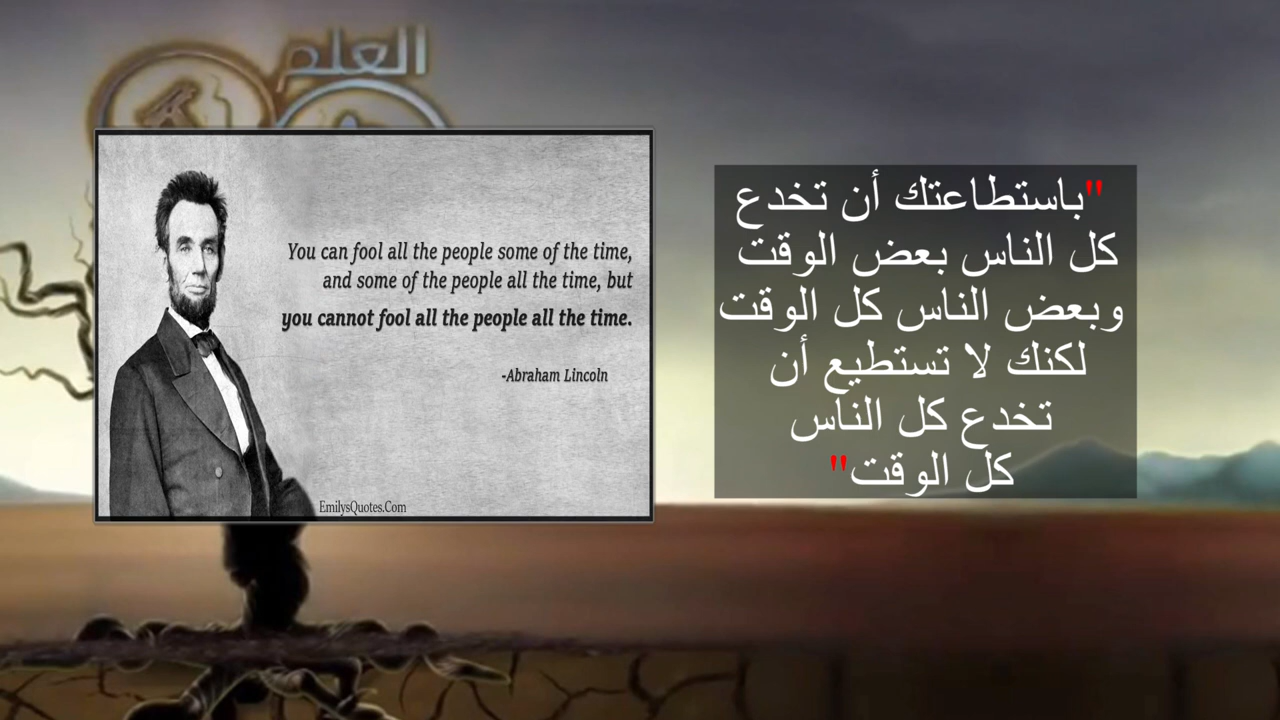 العلم
You can fool all the people some of the time,
and some of the people all the time, but
you cannot fool all the people all the time.
-Abraham Lincoln
EmilysQuotes.Com
"باستطاعتك أن تخدع
كل الناس بعض الوقت
وبعض الناس كل الوقت
لكنك لا تستطيع أن
تخدع كل الناس
كل الوقت"